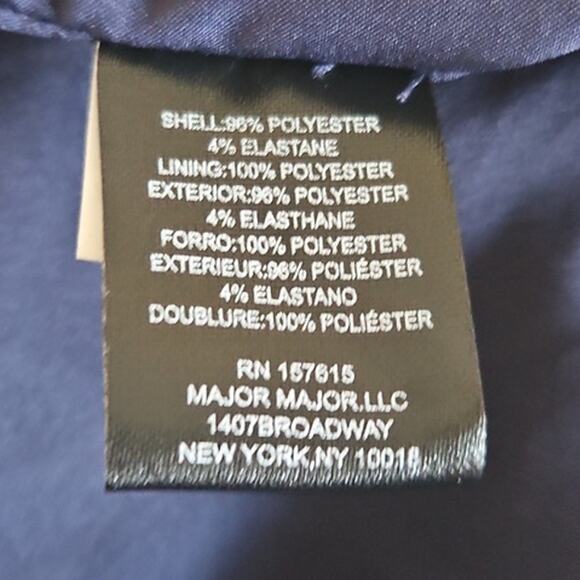 SHELL:96% POLYESTER
4% ELASTANE
LINING:100% POLYESTER
EXTERIOR:96% POLYESTER
4% ELASTHANE
FORRO:100% POLYESTER
EXTERIEUR:96% POLIÉSTER
4% ELASTANO
DOUBLURE:100% POLIÉSTER
RN 157615
MAJOR MAJOR.LLC
1407BROADWAY
NEW YORK,NY 10018